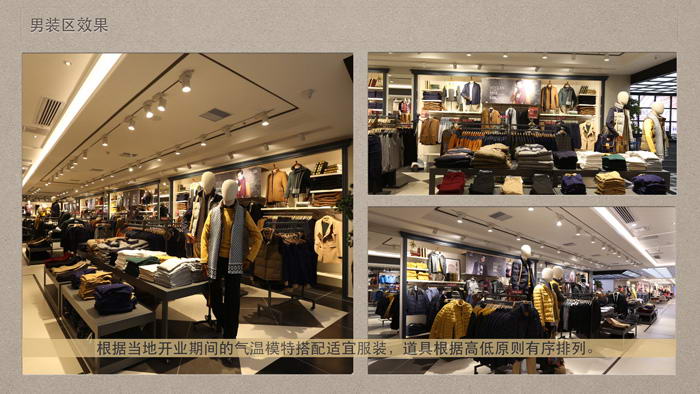 男装区效果
根据当地开业期间的气温模特搭配适宜服装，道具根据高低原则有序排列。